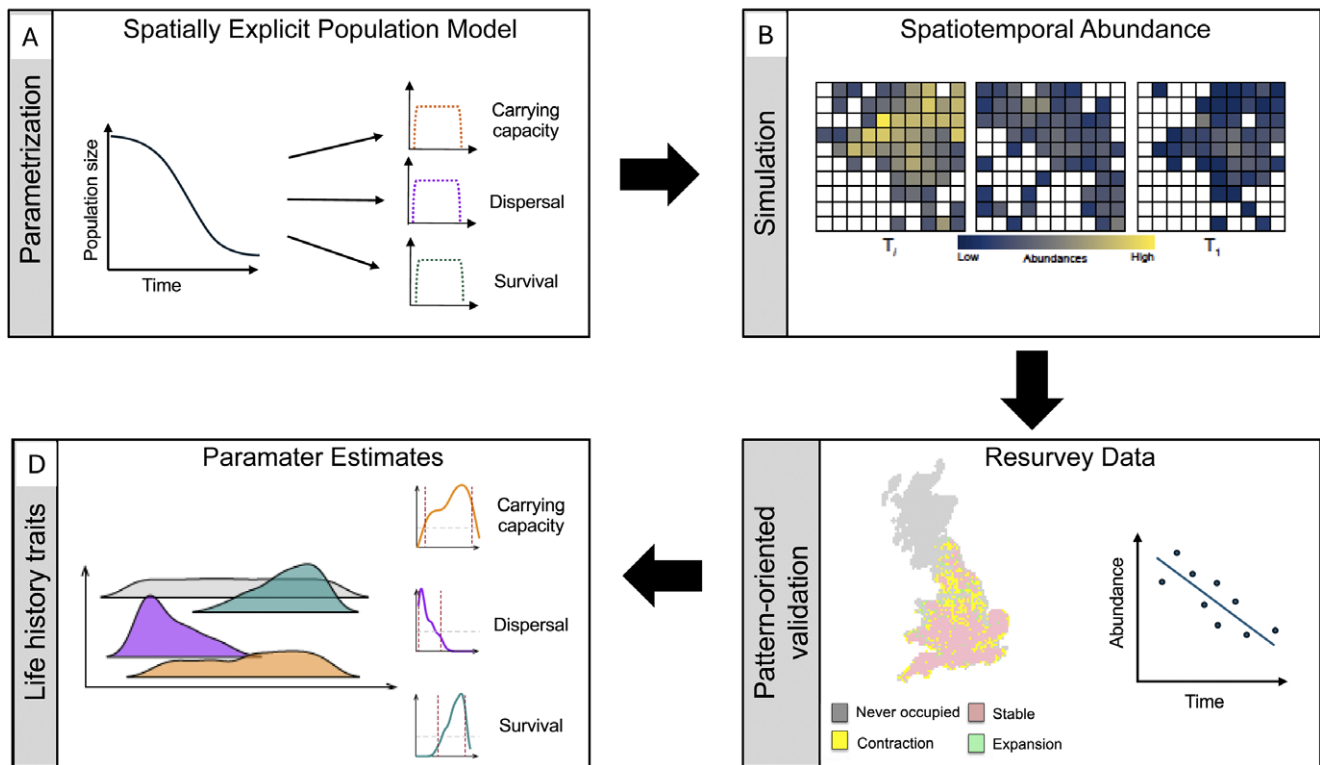 A
Spatially Explicit Population Model
Parametrization
Population size
Time
Carrying
capacity
Dispersal
Survival
B
Spatiotemporal Abundance
Simulation
Ti
Low
Abundances
High
T1
D
Paramater Estimates
Life history traits
Carrying
capacity
Dispersal
Survival
Pattern-oriented
validation
Resurvey Data
Abundance
Time
Never occupied
Stable
Contraction
Expansion